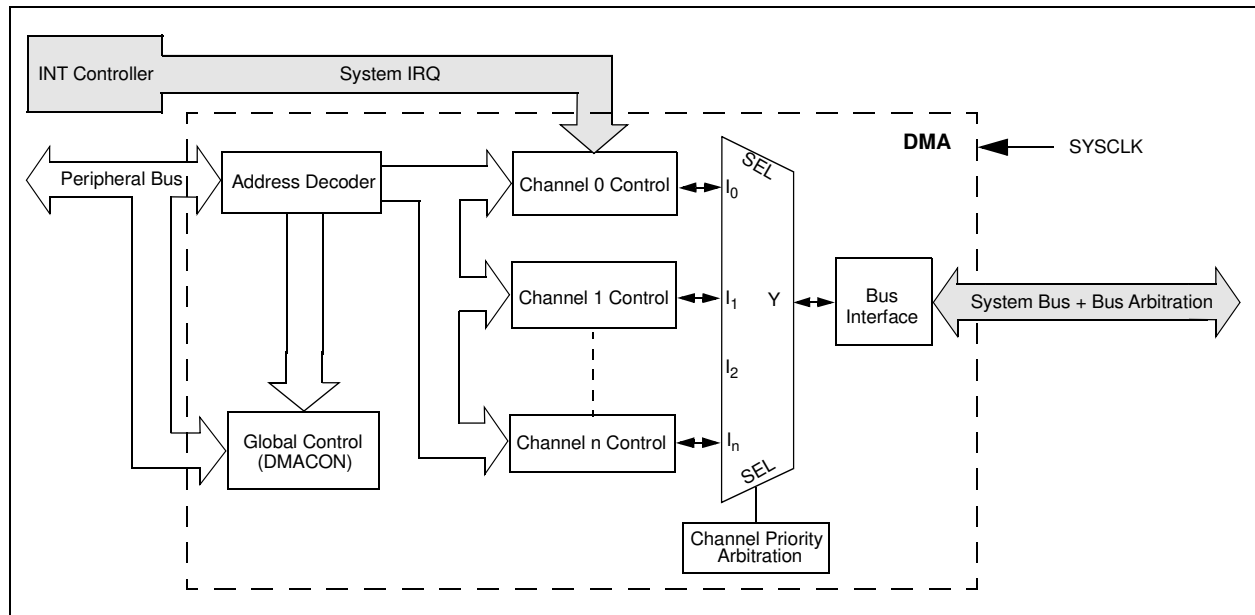 INT Controller
System IRQ
DMA
SYSCLK
Peripheral Bus
Address Decoder
Channel 0 Control
SEL
I0
Channel 1 Control
I1
Y
Bus
Interface
System Bus + Bus Arbitration
I2
Global Control
(DMACON)
Channel n Control
In
SEL
Channel Priority
Arbitration